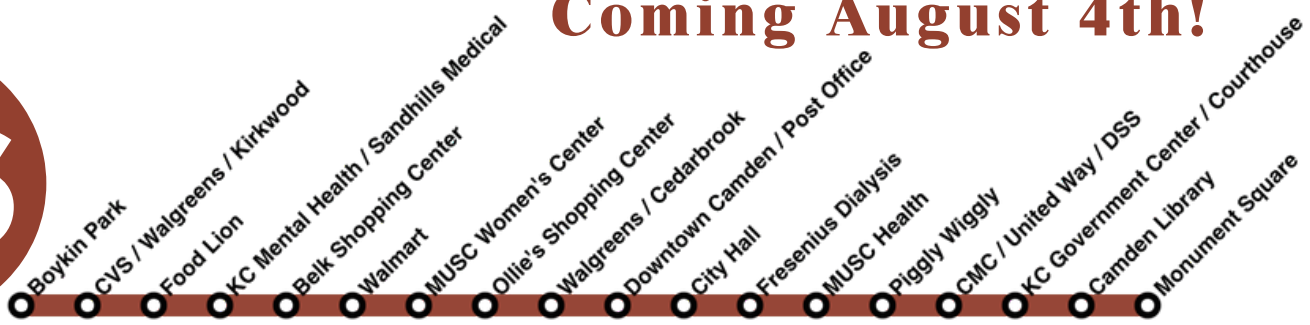 Coming August 4th!
Boykin Park
CVS / Walgreens / Kirkwood
Food Lion
KC Mental Health / Sandhills Medical
Belk Shopping Center
Walmart
MUSC Women's Center
Ollie's Shopping Center
Walgreens / Cedarbrook
Downtown Camden / Post Office
City Hall
Fresenius Dialysis
MUSC Health
Piggly Wiggly
CMC / United Way / DSS
KC Government Center / Courthouse
Camden Library
Monument Square